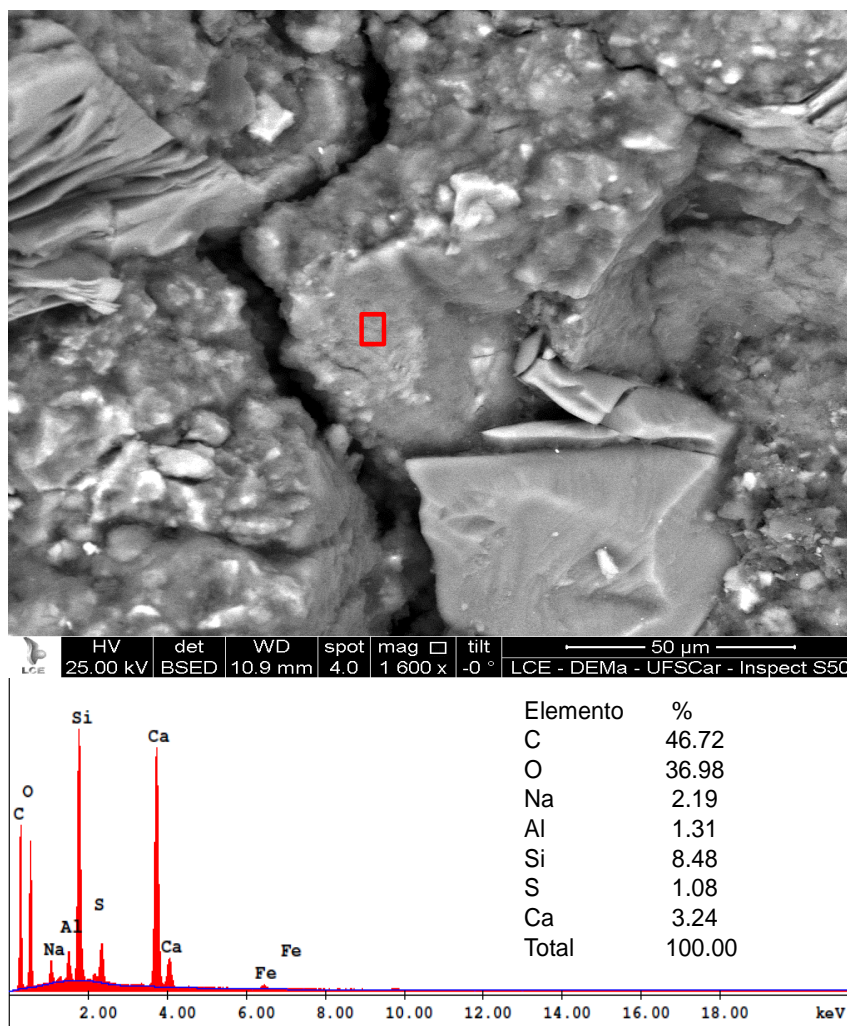 HV det WD spot mag □ tilt 50 µm
LCE 25.00 kV BSED 10.9 mm 4.0 1 600 x -0 ° LCE - DEMa - UFSCar - Inspect S50
Elemento %
C 46.72
O 36.98
Na 2.19
Al 1.31
Si 8.48
S 1.08
Ca 3.24
Total 100.00
Si
Ca
O
C
S
Al
Na
Ca
Fe
Fe
2.00 4.00 6.00 8.00 10.00 12.00 14.00 16.00 18.00 keV